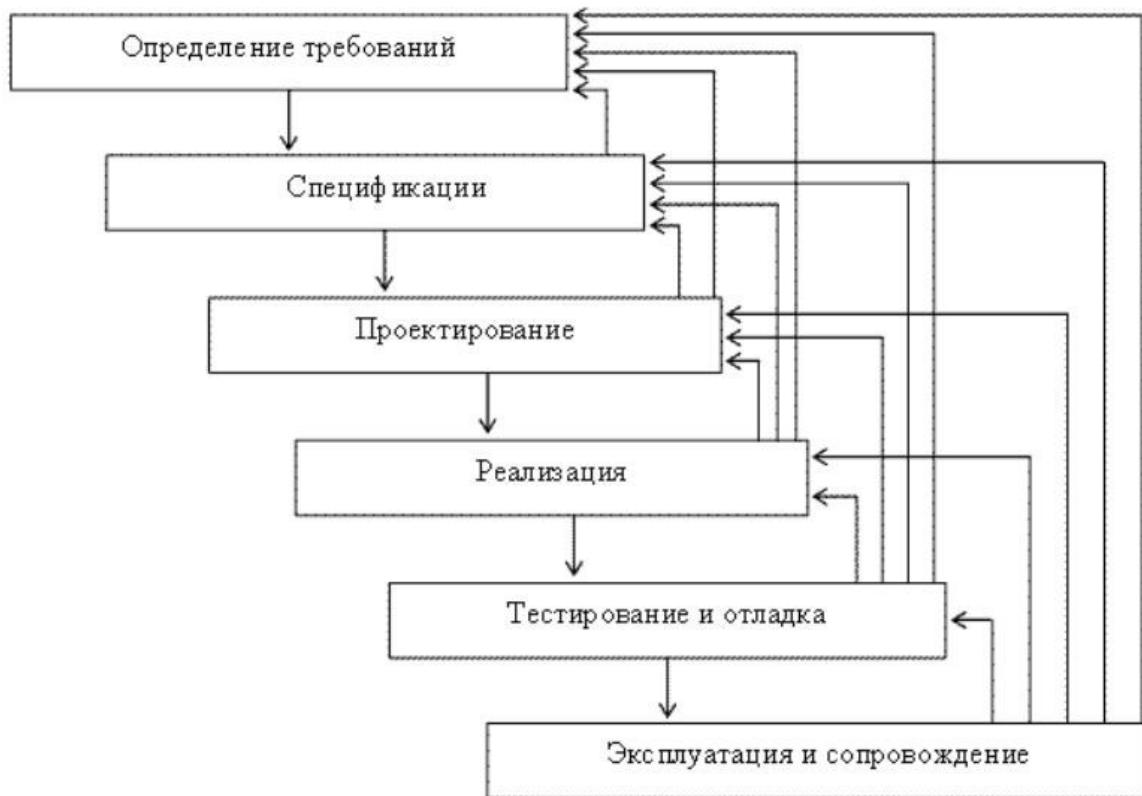 Определение требований
Спецификации
Проектирование
Реализация
Тестирование и отладка
Эксплуатация и сопровождение